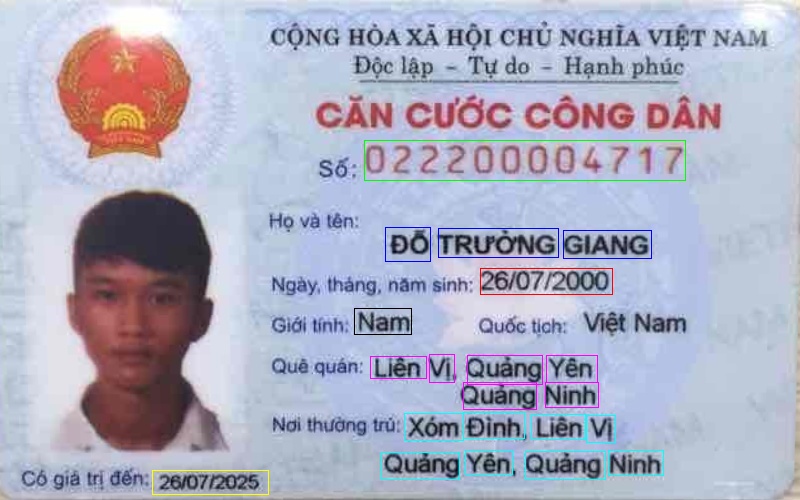 CỘNG HÒA XÃ HỘI CHỦ NGHĨA VIỆT NAM
Độc lập - Tự do - Hạnh phúc
CĂN CƯỚC CÔNG DÂN
Số: 022200004717
Họ và tên:
ĐỖ TRƯỜNG GIANG
Ngày, tháng, năm sinh: 26/07/2000
Giới tính: Nam Quốc tịch: Việt Nam
Quê quán: Liên Vị, Quảng Yên
Quảng Ninh
Nơi thường trú: Xóm Đình, Liên Vị
Quảng Yên, Quảng Ninh
Có giá trị đến: 26/07/2025